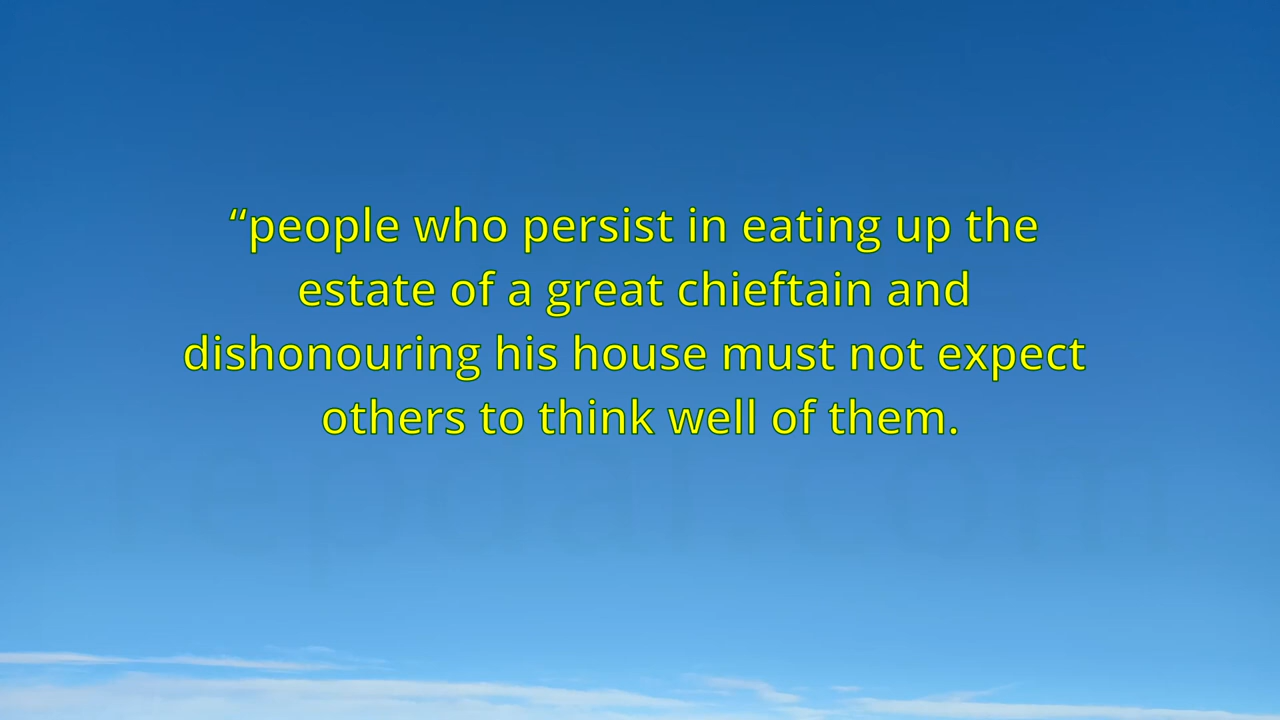 “people who persist in eating up the
estate of a great chieftain and
dishonouring his house must not expect
others to think well of them.